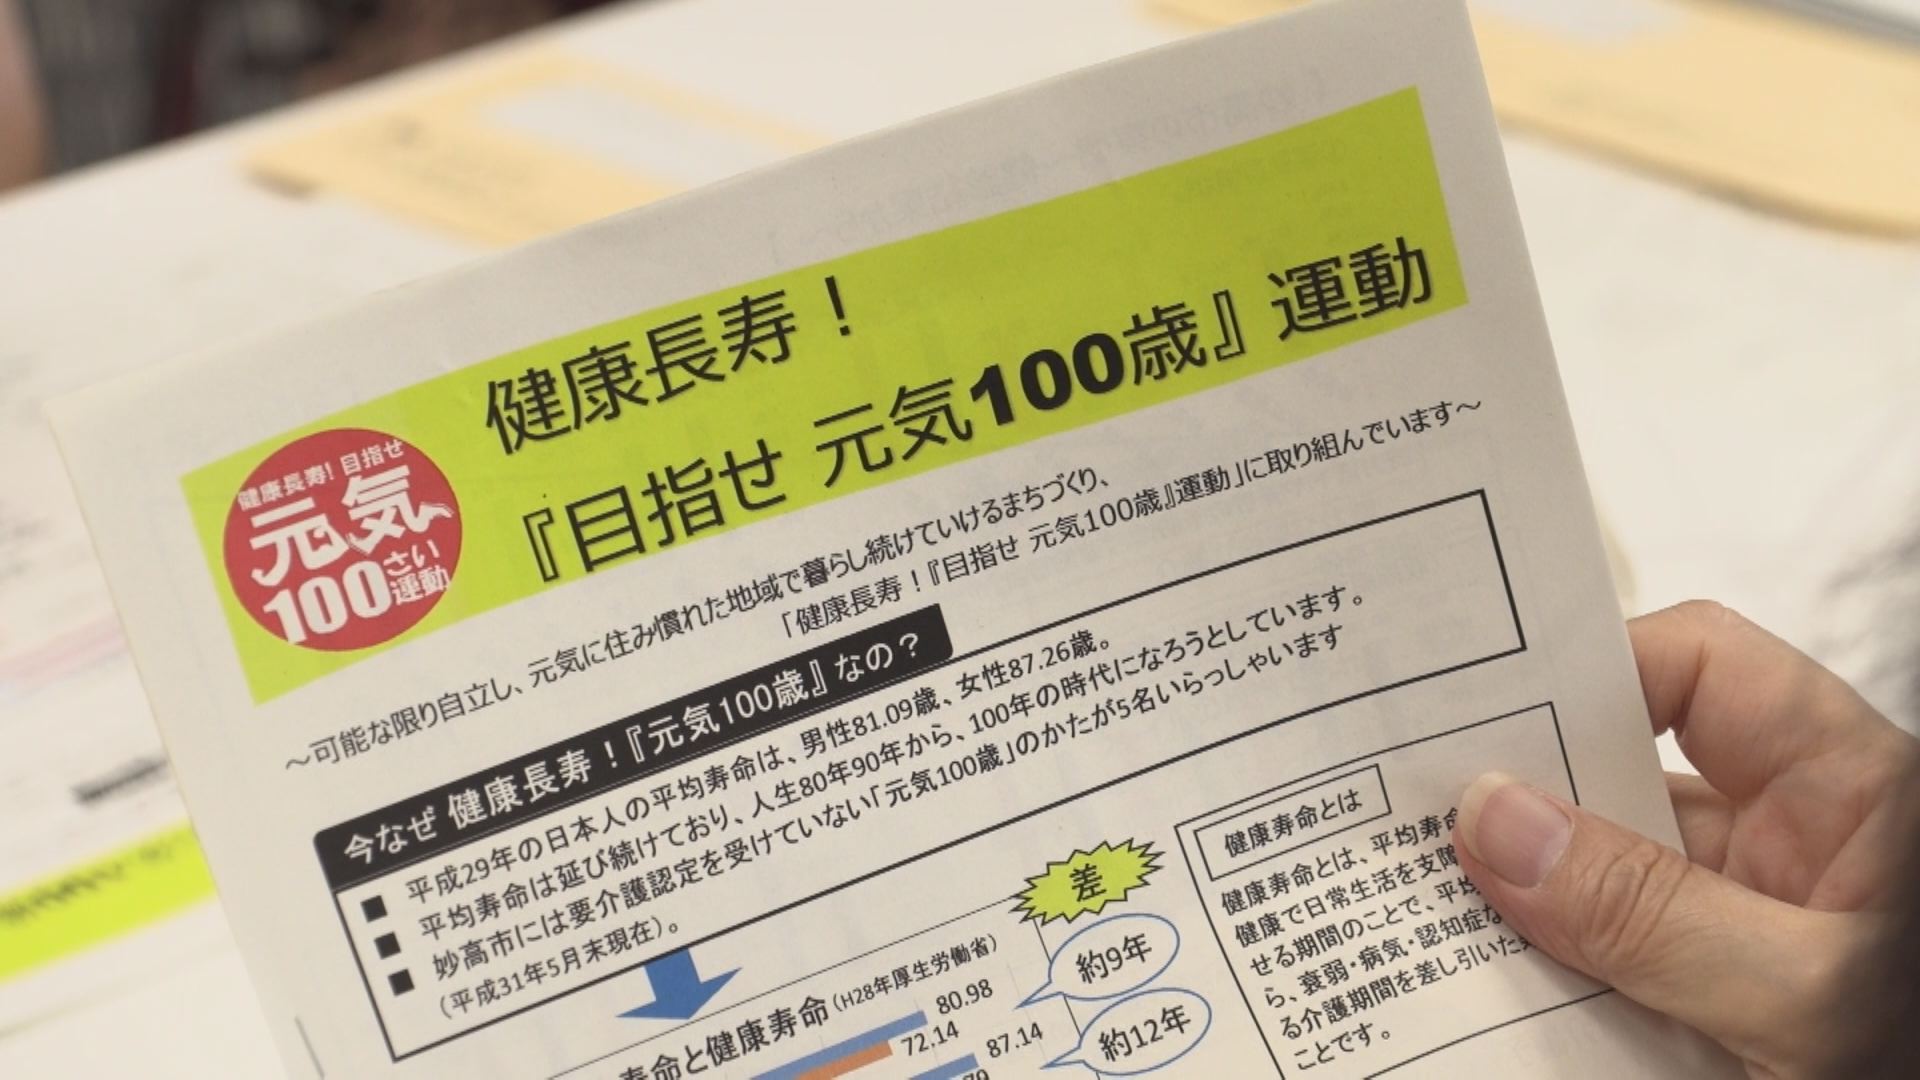 健康長寿！
『目指せ 元気100歳』運動
健康長寿！目指せ
元気
100さい
運動
～可能な限り自立し、元気に住み慣れた地域で暮らし続けていけるまちづくり、
「健康長寿！『目指せ 元気100歳』運動」に取り組んでいます～
今なぜ 健康長寿！『元気100歳』なの？
■ 平成29年の日本人の平均寿命は、男性81.09歳、女性87.26歳。
■ 平均寿命は延び続けており、人生80年90年から、100年の時代になろうとしています。
■ 妙高市には要介護認定を受けていない「元気100歳」のかたが5名いらっしゃいます
（平成31年5月末現在）。
差
寿命と健康寿命（H28年厚生労働省）
80.98
72.14
87.14
79
約9年
約12年
健康寿命とは
健康寿命とは、平均寿命
健康で日常生活を支障
せる期間のことで、平均
ら、衰弱・病気・認知症な
る介護期間を差し引いた
ことです。